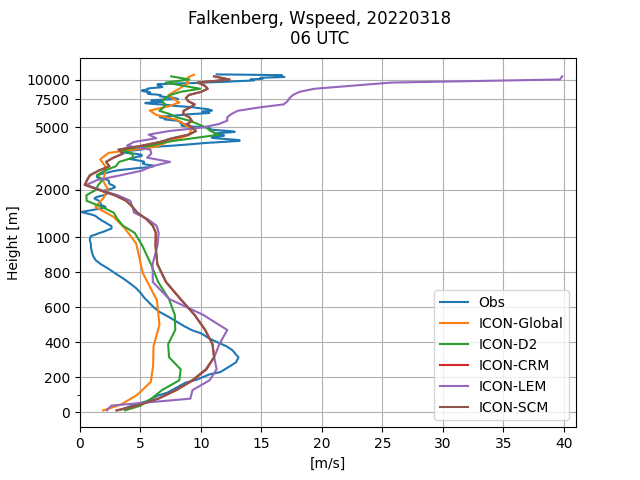 Falkenberg, Wspeed, 20220318
06 UTC
Height [m]
10000
7500
5000
2000
1000
800
600
400
200
0
0 5 10 15 20 25 30 35 40
[m/s]
Obs
ICON-Global
ICON-D2
ICON-CRM
ICON-LEM
ICON-SCM